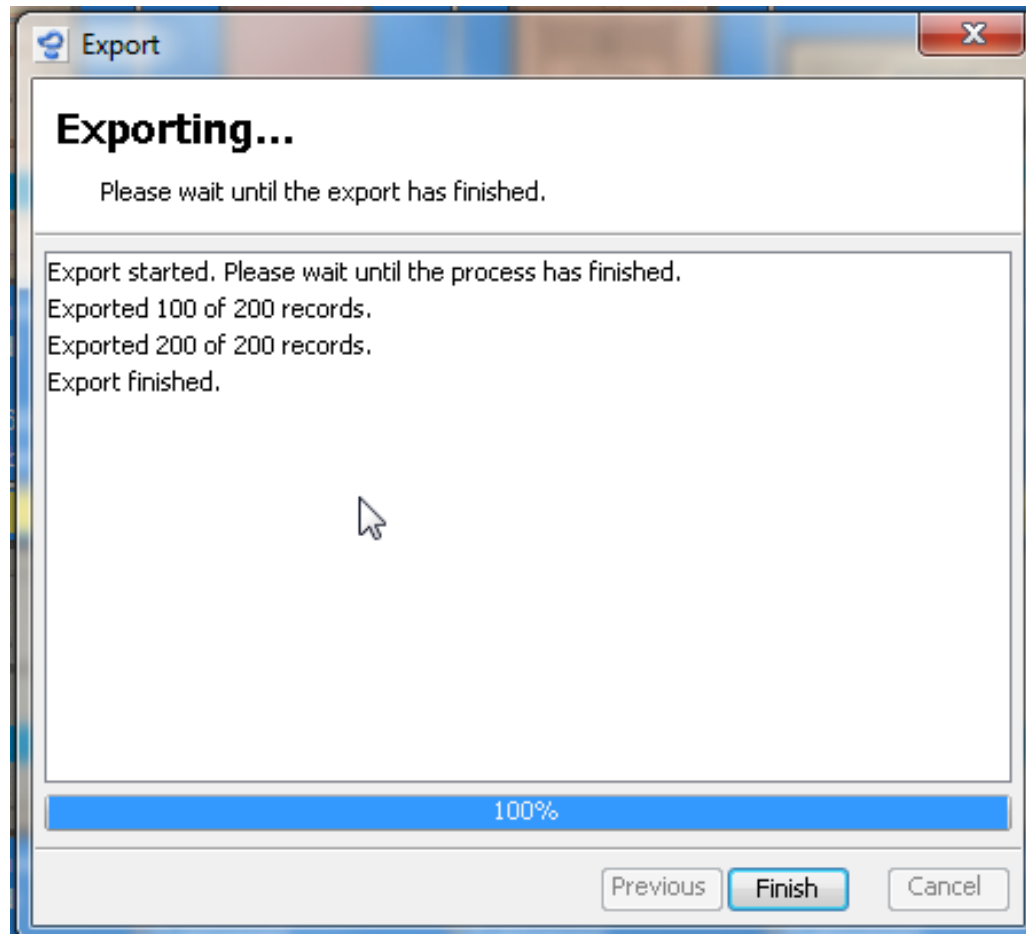 Export
Exporting...
Please wait until the export has finished.
Export started. Please wait until the process has finished.
Exported 100 of 200 records.
Exported 200 of 200 records.
Export finished.
100%
Previous Finish Cancel